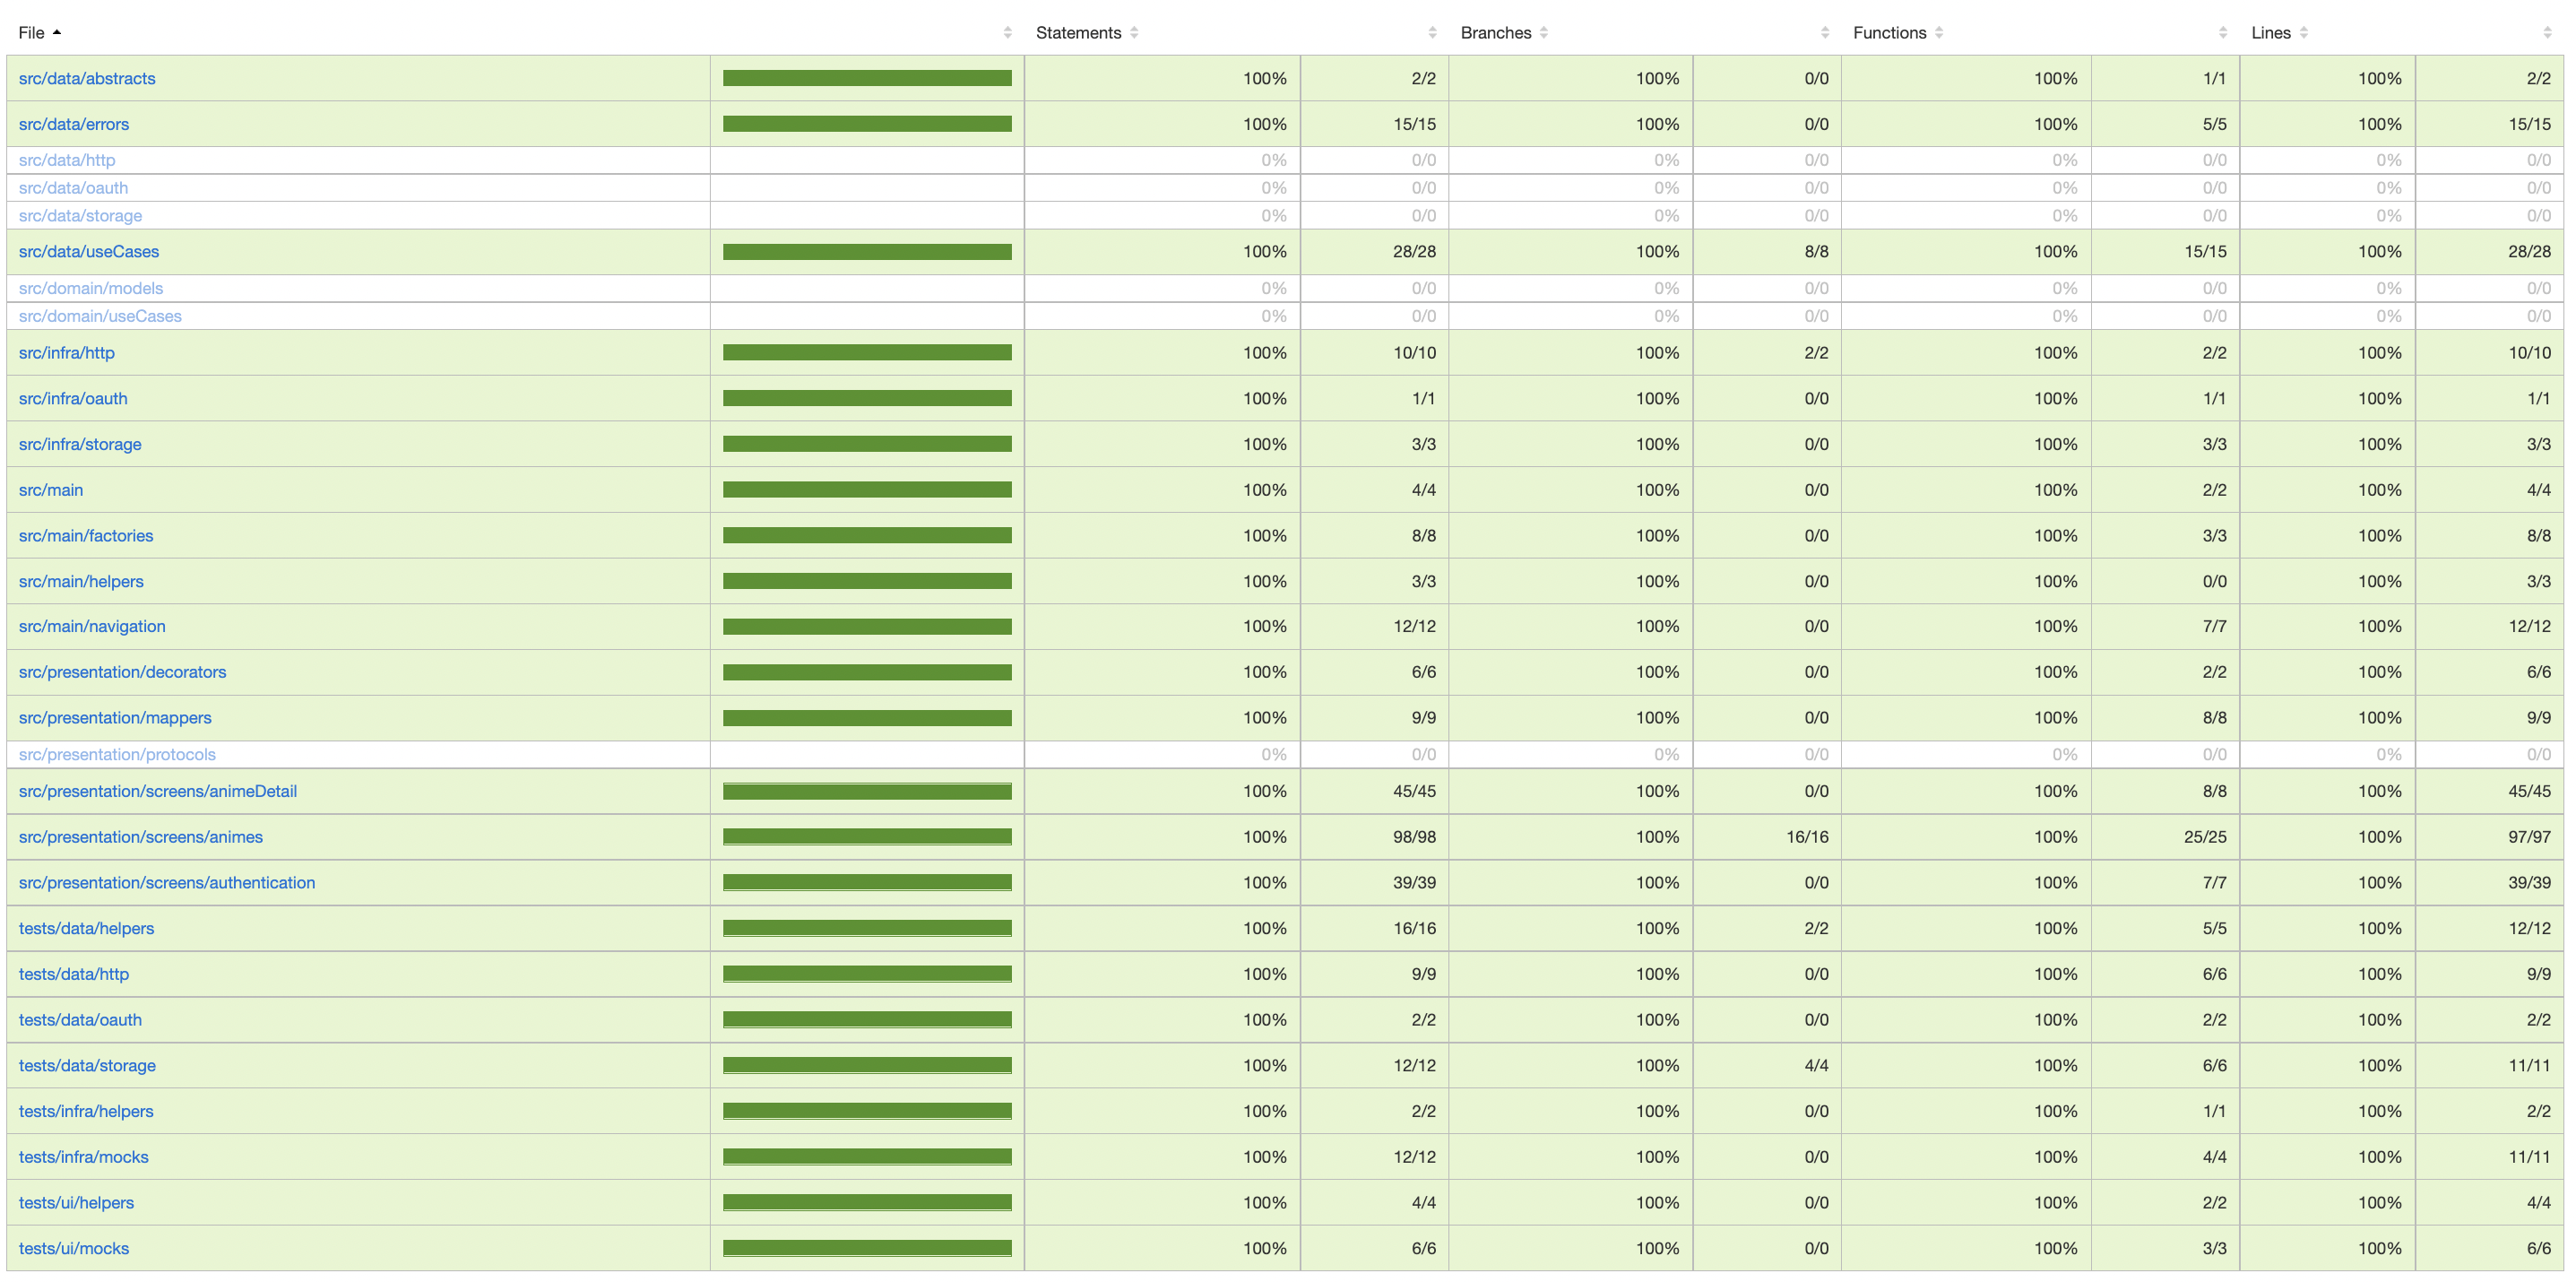 File Statements Branches Functions Lines
src/data/abstracts 100% 2/2 100% 0/0 100% 1/1 100% 2/2
src/data/errors 100% 15/15 100% 0/0 100% 5/5 100% 15/15
src/data/http 0% 0/0 0% 0/0 0% 0/0 0% 0/0
src/data/oauth 0% 0/0 0% 0/0 0% 0/0 0% 0/0
src/data/storage 0% 0/0 0% 0/0 0% 0/0 0% 0/0
src/data/useCases 100% 28/28 100% 8/8 100% 15/15 100% 28/28
src/domain/models 0% 0/0 0% 0/0 0% 0/0 0% 0/0
src/domain/useCases 0% 0/0 0% 0/0 0% 0/0 0% 0/0
src/infra/http 100% 10/10 100% 2/2 100% 2/2 100% 10/10
src/infra/oauth 100% 1/1 100% 0/0 100% 1/1 100% 1/1
src/infra/storage 100% 3/3 100% 0/0 100% 3/3 100% 3/3
src/main 100% 4/4 100% 0/0 100% 2/2 100% 4/4
src/main/factories 100% 8/8 100% 0/0 100% 3/3 100% 8/8
src/main/helpers 100% 3/3 100% 0/0 100% 0/0 100% 3/3
src/main/navigation 100% 12/12 100% 0/0 100% 7/7 100% 12/12
src/presentation/decorators 100% 6/6 100% 0/0 100% 2/2 100% 6/6
src/presentation/mappers 100% 9/9 100% 0/0 100% 8/8 100% 9/9
src/presentation/protocols 0% 0/0 0% 0/0 0% 0/0 0% 0/0
src/presentation/screens/animeDetail 100% 45/45 100% 0/0 100% 8/8 100% 45/45
src/presentation/screens/animes 100% 98/98 100% 16/16 100% 25/25 100% 97/97
src/presentation/screens/authentication 100% 39/39 100% 0/0 100% 7/7 100% 39/39
tests/data/helpers 100% 16/16 100% 2/2 100% 5/5 100% 12/12
tests/data/http 100% 9/9 100% 0/0 100% 6/6 100% 9/9
tests/data/oauth 100% 2/2 100% 0/0 100% 2/2 100% 2/2
tests/data/storage 100% 12/12 100% 4/4 100% 6/6 100% 11/11
tests/infra/helpers 100% 2/2 100% 0/0 100% 1/1 100% 2/2
tests/infra/mocks 100% 12/12 100% 0/0 100% 4/4 100% 11/11
tests/ui/helpers 100% 4/4 100% 0/0 100% 2/2 100% 4/4
tests/ui/mocks 100% 6/6 100% 0/0 100% 3/3 100% 6/6